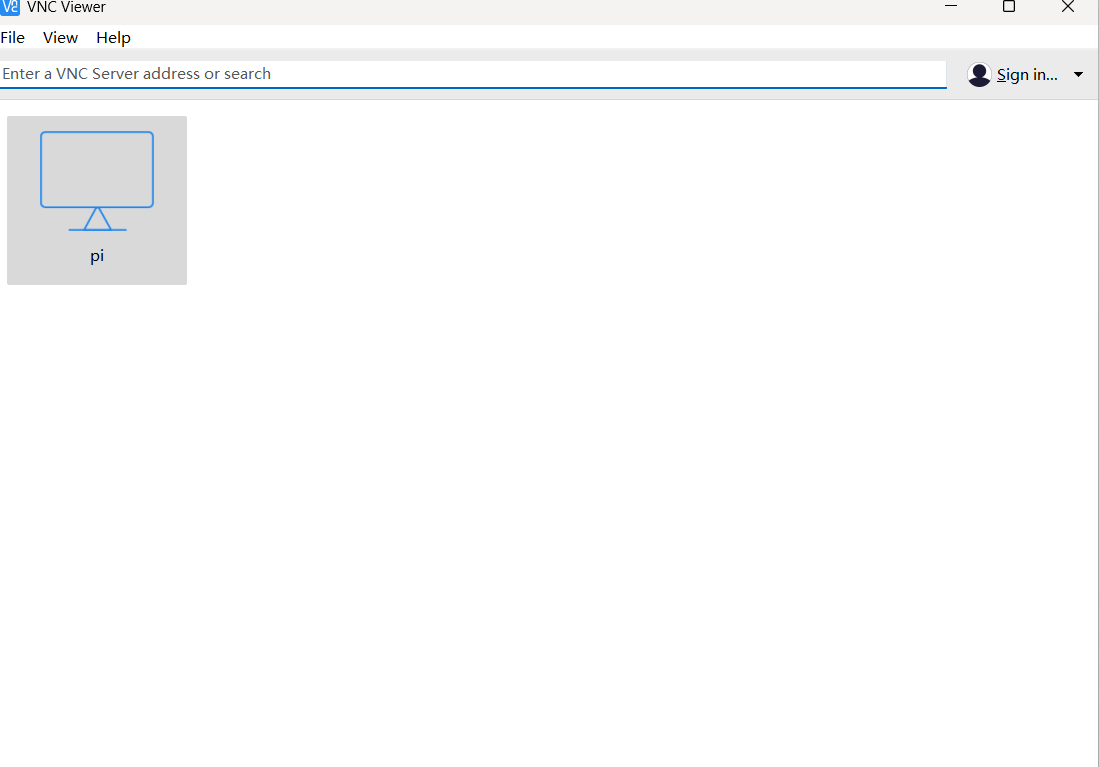 VNC Viewer
File View Help
Enter a VNC Server address or search
Sign in...
pi